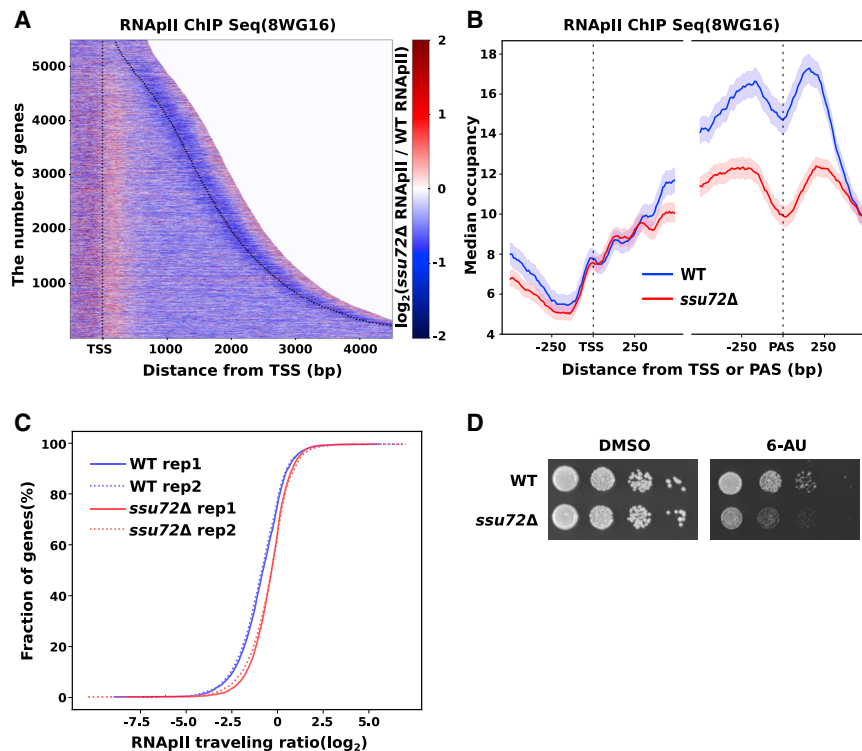 A
RNApII ChIP Seq(8WG16)
The number of genes
5000
4000
3000
2000
1000
TSS
1000
2000
3000
4000
Distance from TSS (bp)
2
1
0
-1
-2
log2(ssu72Δ RNApII / WT RNApII)
B
RNApII ChIP Seq(8WG16)
Median occupancy
18
16
14
12
10
8
6
4
WT
ssu72Δ
-250
TSS
250
-250
PAS
250
Distance from TSS or PAS (bp)
C
Fraction of genes(%)
100
80
60
40
20
0
WT rep1
WT rep2
ssu72Δ rep1
ssu72Δ rep2
-7.5
-5.0
-2.5
0
2.5
5.0
RNApII traveling ratio(log2)
D
DMSO
6-AU
WT
ssu72Δ